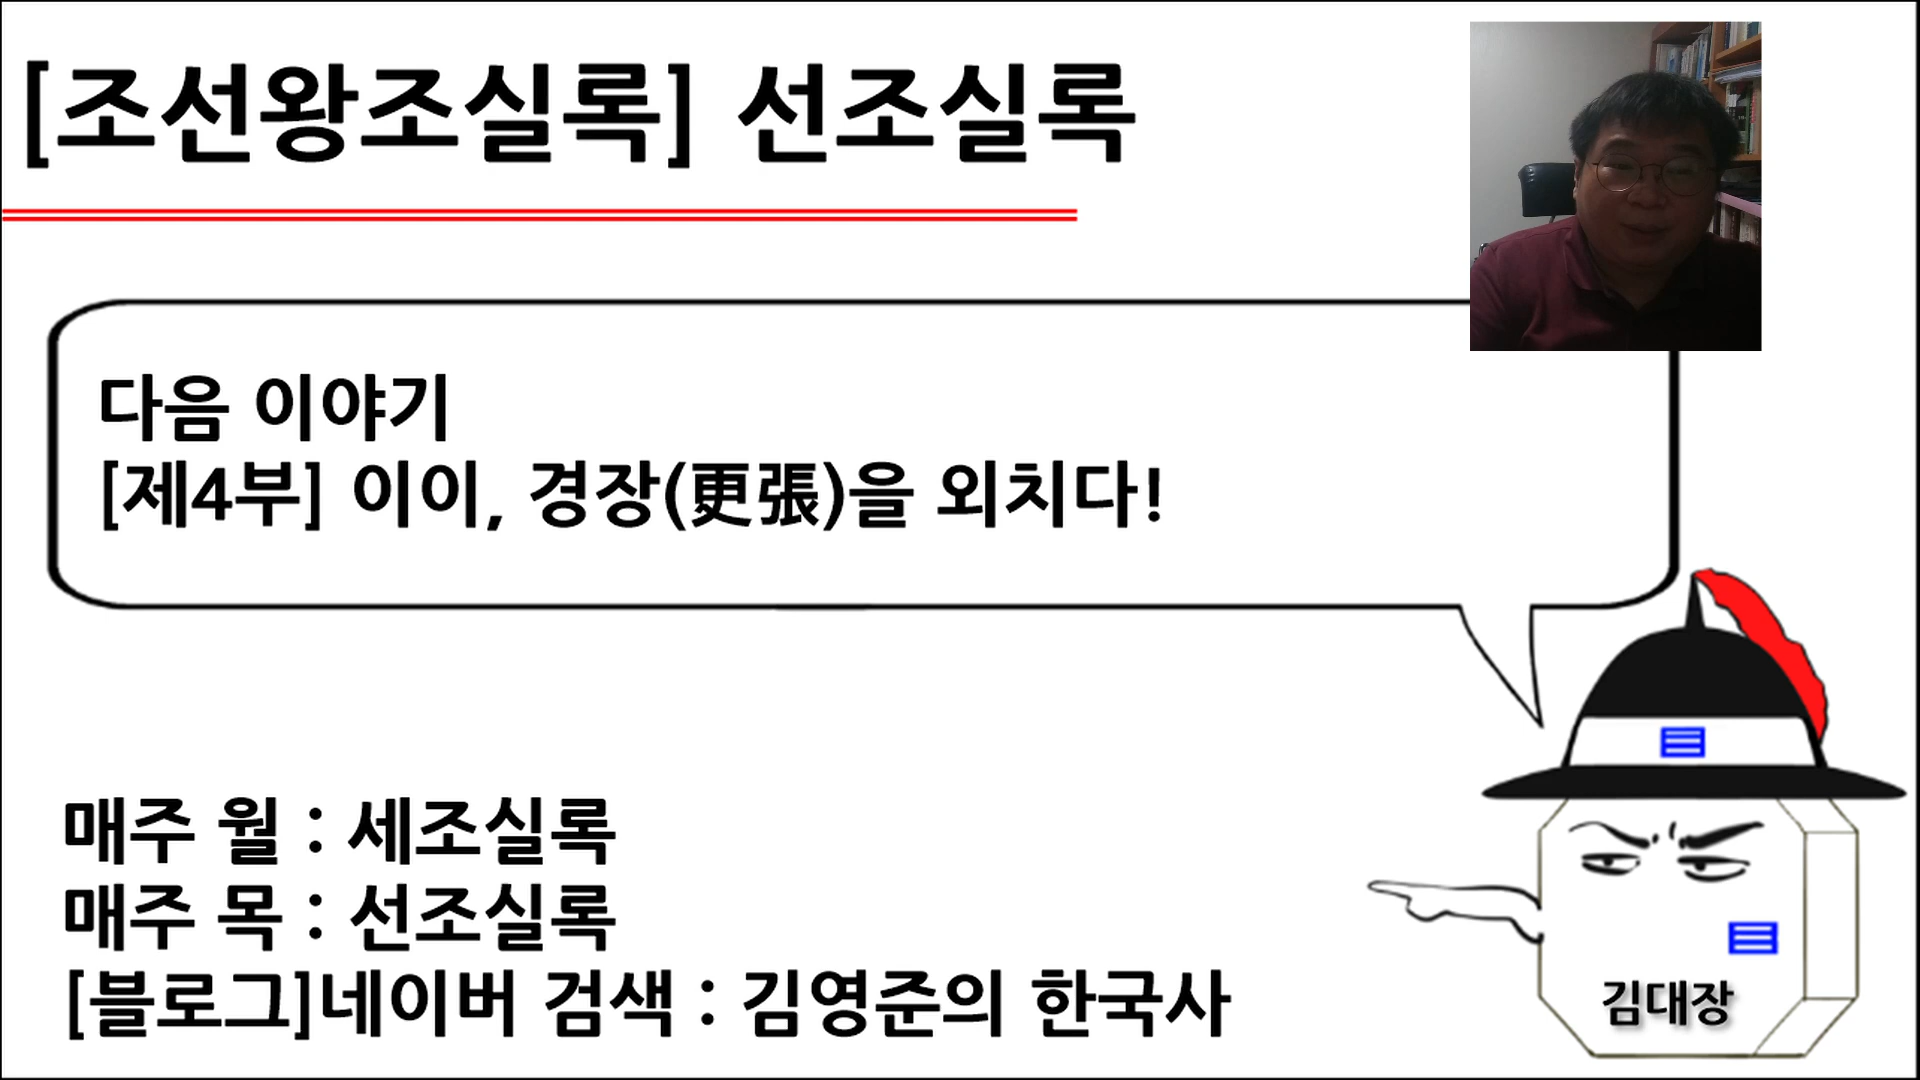 [조선왕조실록] 선조실록
다음 이야기
[제4부] 이이, 경장(更張)을 외치다!
매주 월 : 세조실록
매주 목 : 선조실록
[블로그]네이버 검색 : 김영준의 한국사
김대장